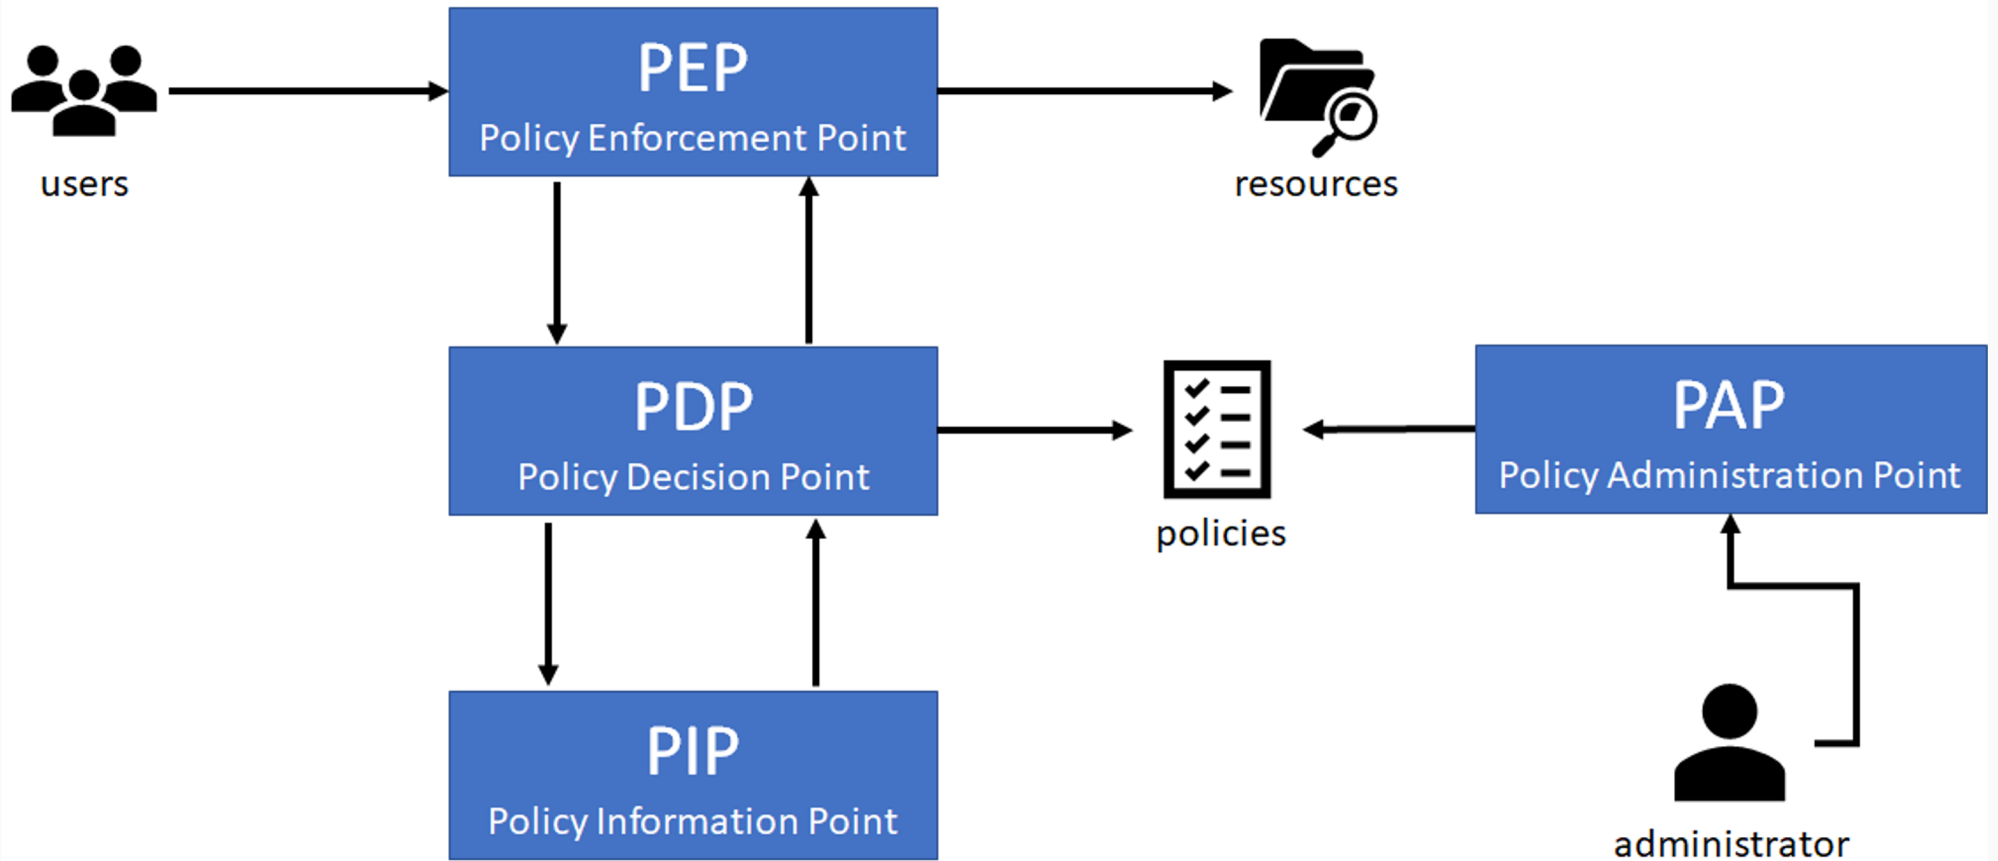 PEP
Policy Enforcement Point
users
resources
PDP
Policy Decision Point
policies
PAP
Policy Administration Point
PIP
Policy Information Point
administrator